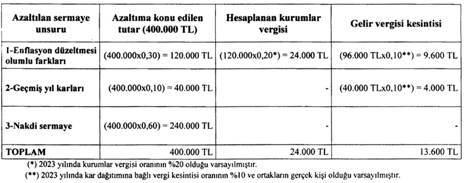 Azaltılan sermaye unsuru
Azaltıma konu edilen tutar (400.000 TL)
Hesaplanan kurumlar vergisi
Gelir vergisi kesintisi
1-Enflasyon düzeltmesi olumlu farkları
(400.000x0,30) = 120.000 TL
(120.000x0,20*) = 24.000 TL
(96.000 TLx0,10**) = 9.600 TL
2-Geçmiş yıl karları
(400.000x0,10) = 40.000 TL
-
(40.000 TLx0,10**) = 4.000 TL
3-Nakdi sermaye
(400.000x0,60) = 240.000 TL
-
-
TOPLAM
400.000 TL
24.000 TL
13.600 TL
(*) 2023 yılında kurumlar vergisi oranının %20 olduğu varsayılmıştır.
(**) 2023 yılında kar dağıtımına bağlı vergi kesintisi oranının %10 ve ortakların gerçek kişi olduğu varsayılmıştır.